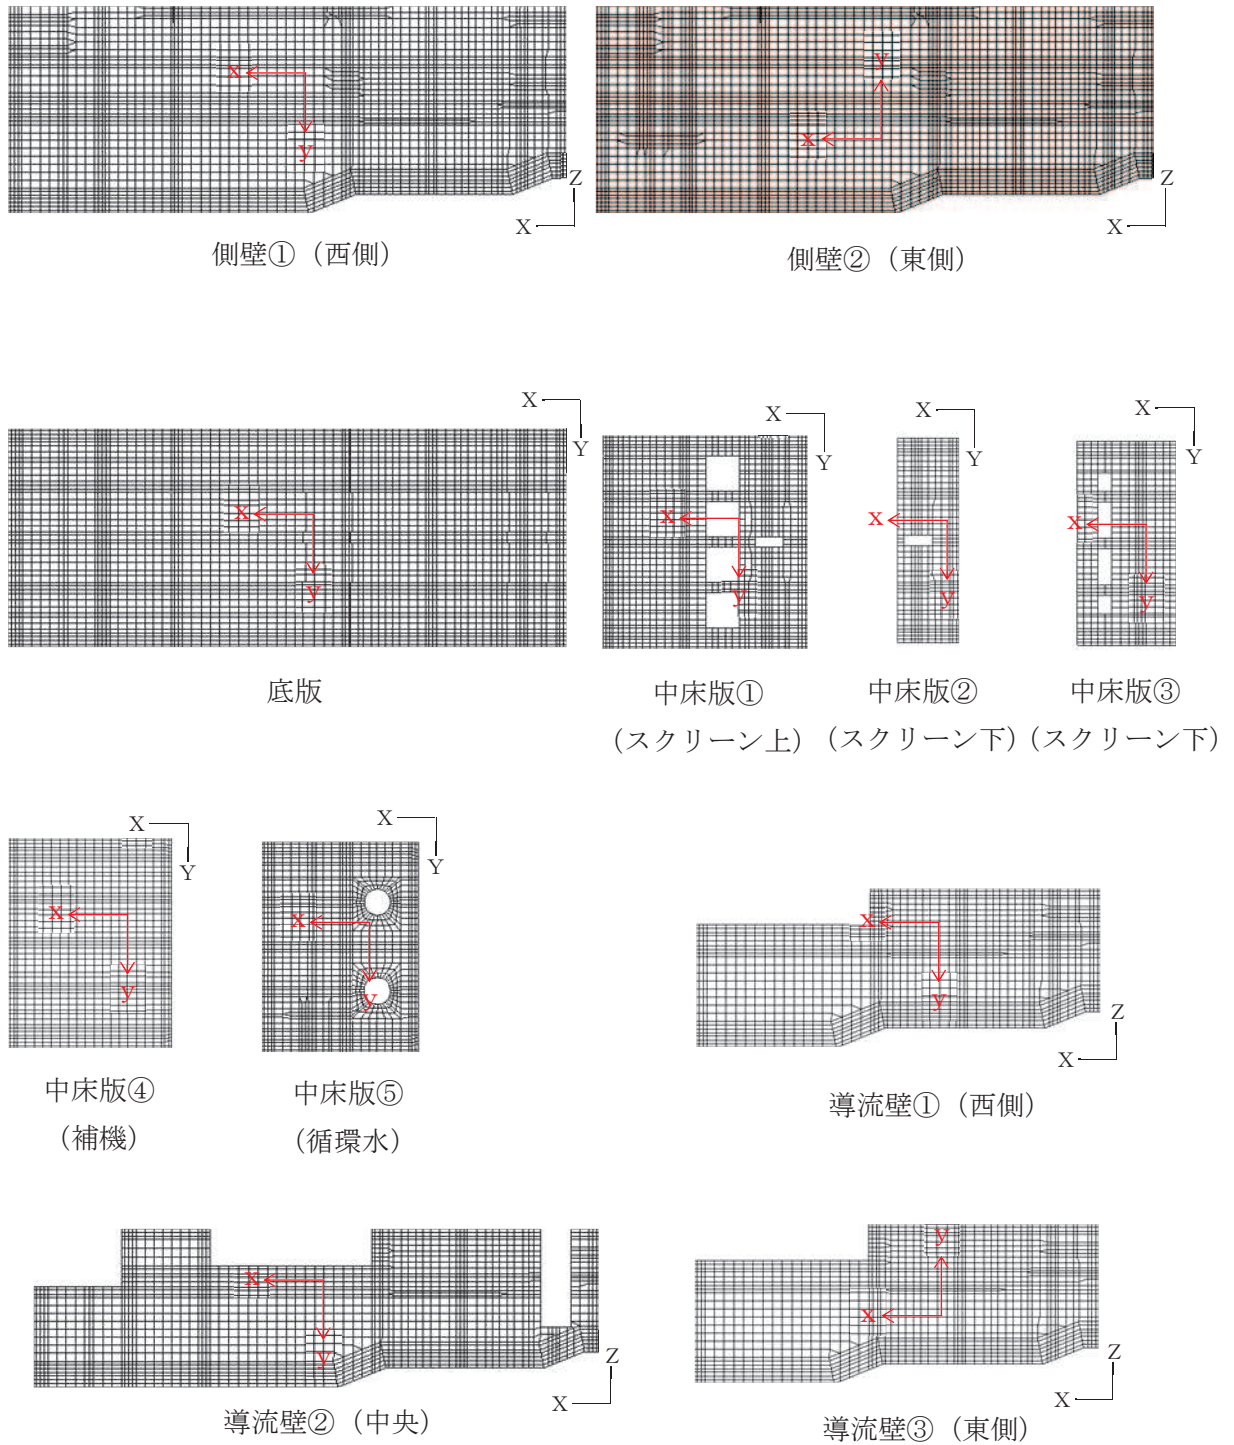 x
y
Z
X
側壁①（西側）
y
x
Z
X
側壁②（東側）
X
Y
x
y
底版
X
Y
x
y
中床版①
（スクリーン上）
X
Y
x
y
中床版②
（スクリーン下）
X
Y
x
y
中床版③
（スクリーン下）
X
Y
x
y
中床版④
（補機）
X
Y
x
y
中床版⑤
（循環水）
x
y
Z
X
導流壁①（西側）
x
y
Z
X
導流壁②（中央）
y
x
Z
X
導流壁③（東側）